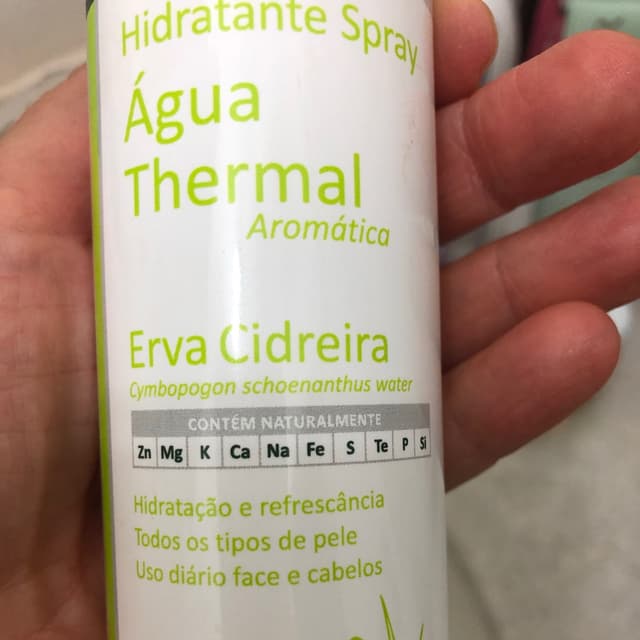 Hidratante Spray
Água
Thermal
Aromática
Erva Cidreira
Cymbopogon schoenanthus water
CONTÉM NATURALMENTE
Zn Mg K Ca Na Fe S Te P Si
Hidratação e refrescância
Todos os tipos de pele
Uso diário face e cabelos